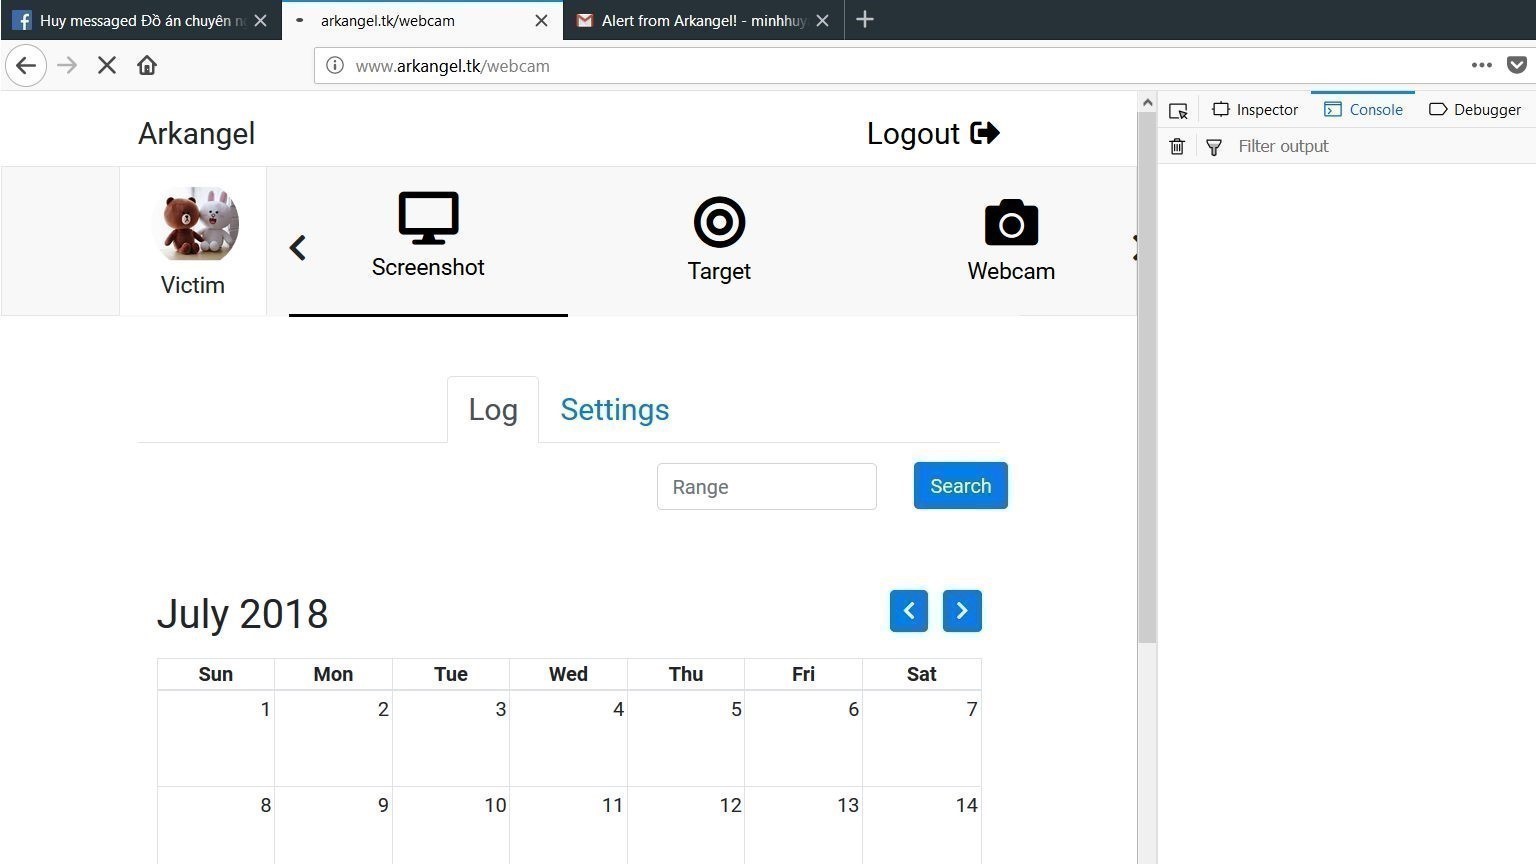 Huy messaged Đồ án chuyên
arkangel.tk/webcam
Alert from Arkangel! - minhhuy
www.arkangel.tk/webcam
Inspector
Console
Debugger
Filter output
Arkangel
Logout
Victim
Screenshot
Target
Webcam
Log
Settings
Range
Search
July 2018
Sun Mon Tue Wed Thu Fri Sat
1 2 3 4 5 6 7
8 9 10 11 12 13 14